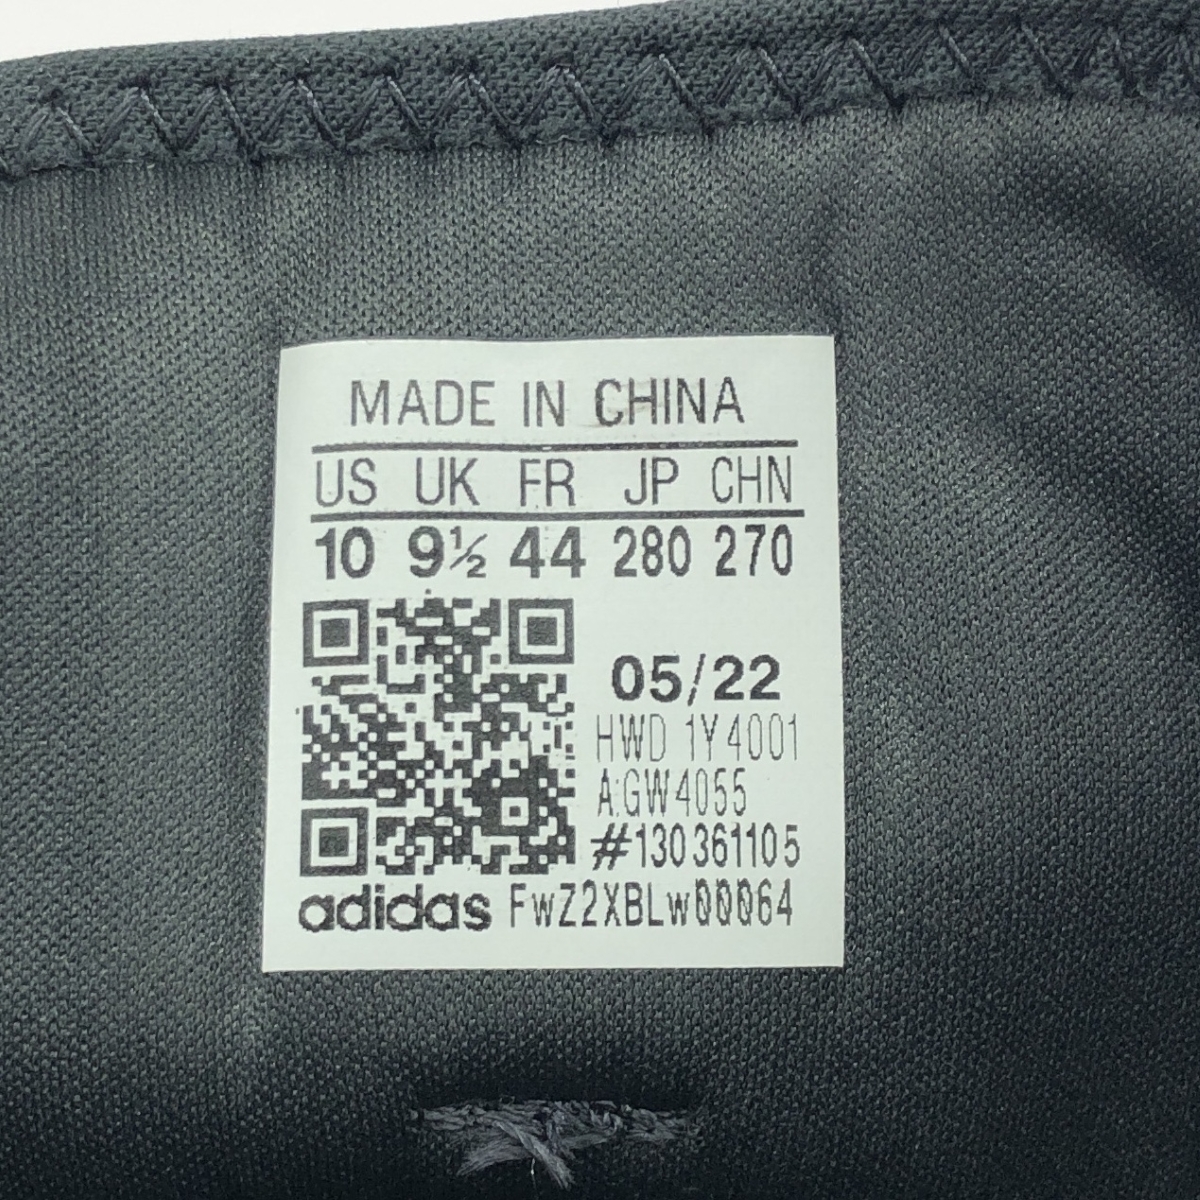 MADE IN CHINA
US UK FR JP CHN
10 9½ 44 280 270
05/22
HWD 1Y4001
A:GW4055
#130361105
adidas FwZ2XBLw00064